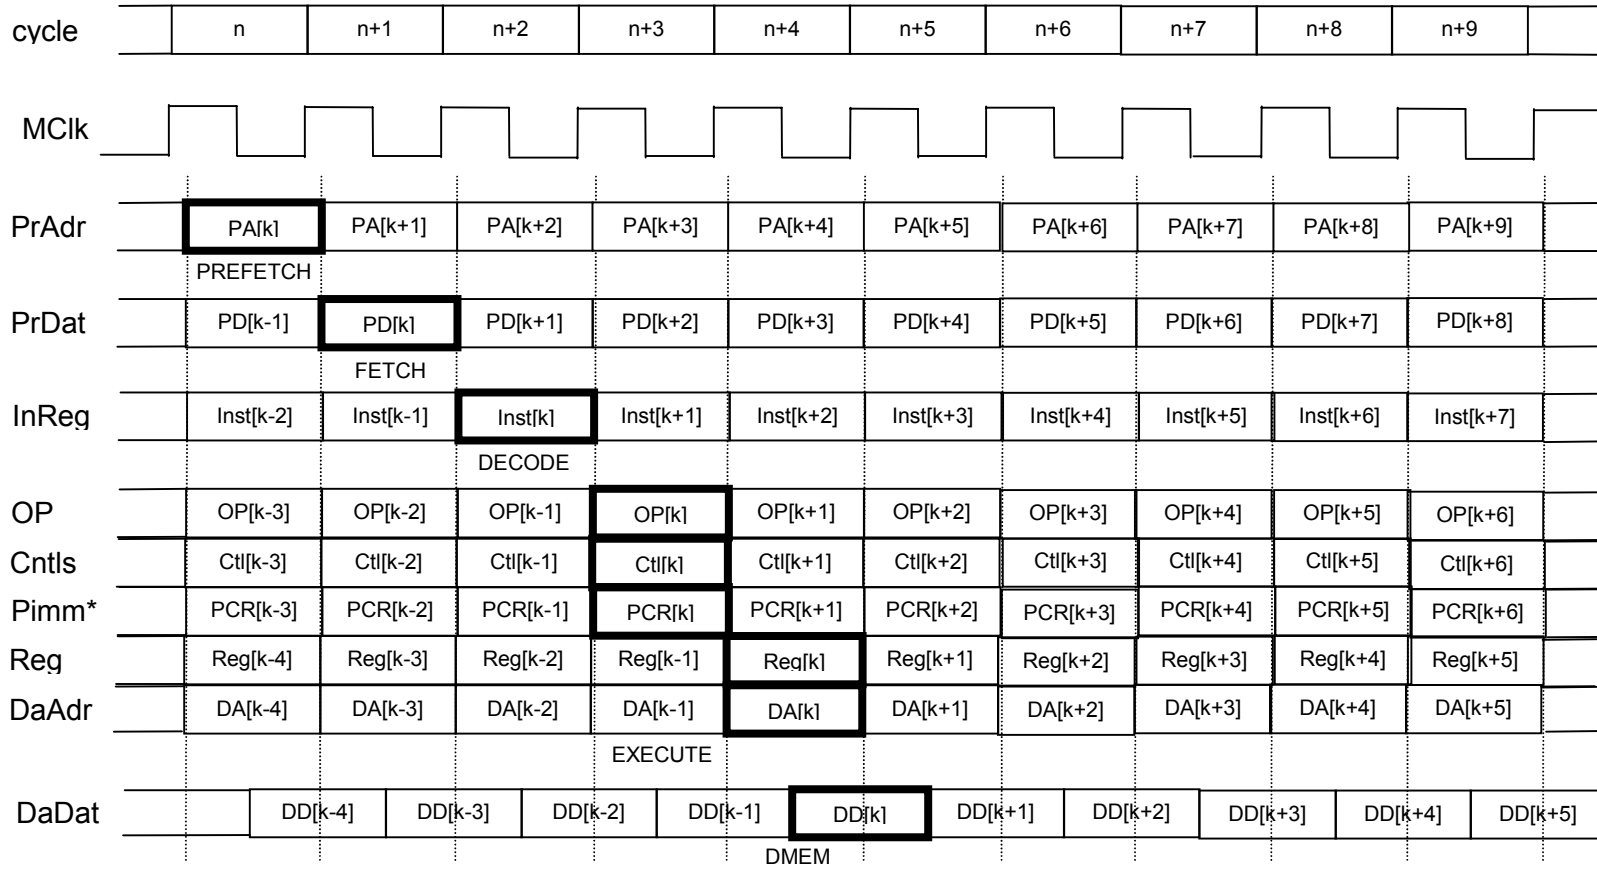 cycle n n+1 n+2 n+3 n+4 n+5 n+6 n+7 n+8 n+9
MClk
PrAdr PA[k] PA[k+1] PA[k+2] PA[k+3] PA[k+4] PA[k+5] PA[k+6] PA[k+7] PA[k+8] PA[k+9]
PREFETCH
PrDat PD[k-1] PD[k] PD[k+1] PD[k+2] PD[k+3] PD[k+4] PD[k+5] PD[k+6] PD[k+7] PD[k+8]
FETCH
InReg Inst[k-2] Inst[k-1] Inst[k] Inst[k+1] Inst[k+2] Inst[k+3] Inst[k+4] Inst[k+5] Inst[k+6] Inst[k+7]
DECODE
OP OP[k-3] OP[k-2] OP[k-1] OP[k] OP[k+1] OP[k+2] OP[k+3] OP[k+4] OP[k+5] OP[k+6]
Cntls Ctl[k-3] Ctl[k-2] Ctl[k-1] Ctl[k] Ctl[k+1] Ctl[k+2] Ctl[k+3] Ctl[k+4] Ctl[k+5] Ctl[k+6]
Pimm* PCR[k-3] PCR[k-2] PCR[k-1] PCR[k] PCR[k+1] PCR[k+2] PCR[k+3] PCR[k+4] PCR[k+5] PCR[k+6]
Reg Reg[k-4] Reg[k-3] Reg[k-2] Reg[k-1] Reg[k] Reg[k+1] Reg[k+2] Reg[k+3] Reg[k+4] Reg[k+5]
DaAdr DA[k-4] DA[k-3] DA[k-2] DA[k-1] DA[k] DA[k+1] DA[k+2] DA[k+3] DA[k+4] DA[k+5]
EXECUTE
DaDat DD[k-4] DD[k-3] DD[k-2] DD[k-1] DD[k] DD[k+1] DD[k+2] DD[k+3] DD[k+4] DD[k+5]
DMEM